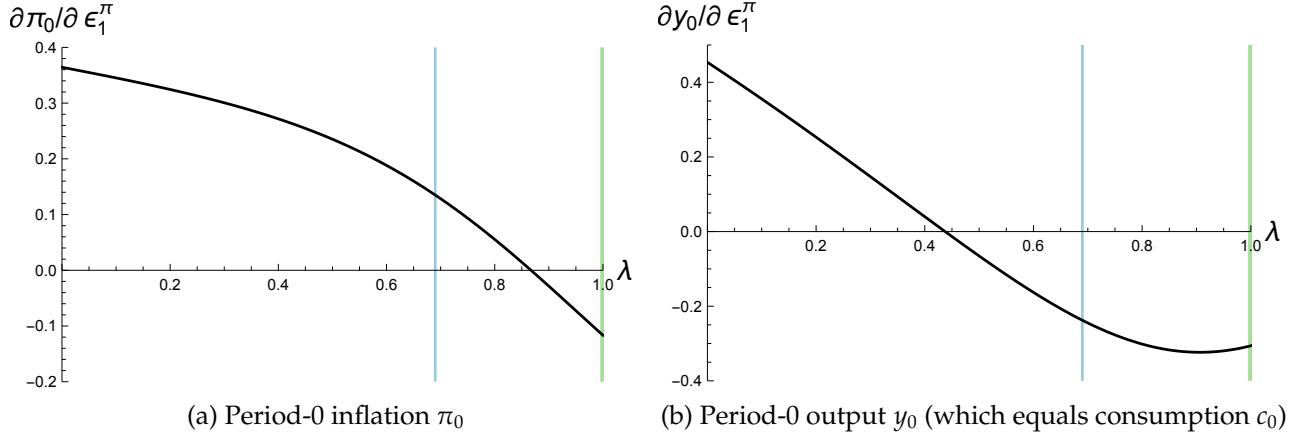 ∂π₀/∂ ϵ₁^π
0.4
0.3
0.2
0.1
0.0
−0.1
−0.2
0.2 0.4 0.6 0.8 1.0 λ
(a) Period-0 inflation π₀
∂y₀/∂ ϵ₁^π
0.4
0.2
0.0
−0.2
−0.4
0.2 0.4 0.6 0.8 1.0 λ
(b) Period-0 output y₀ (which equals consumption c₀)